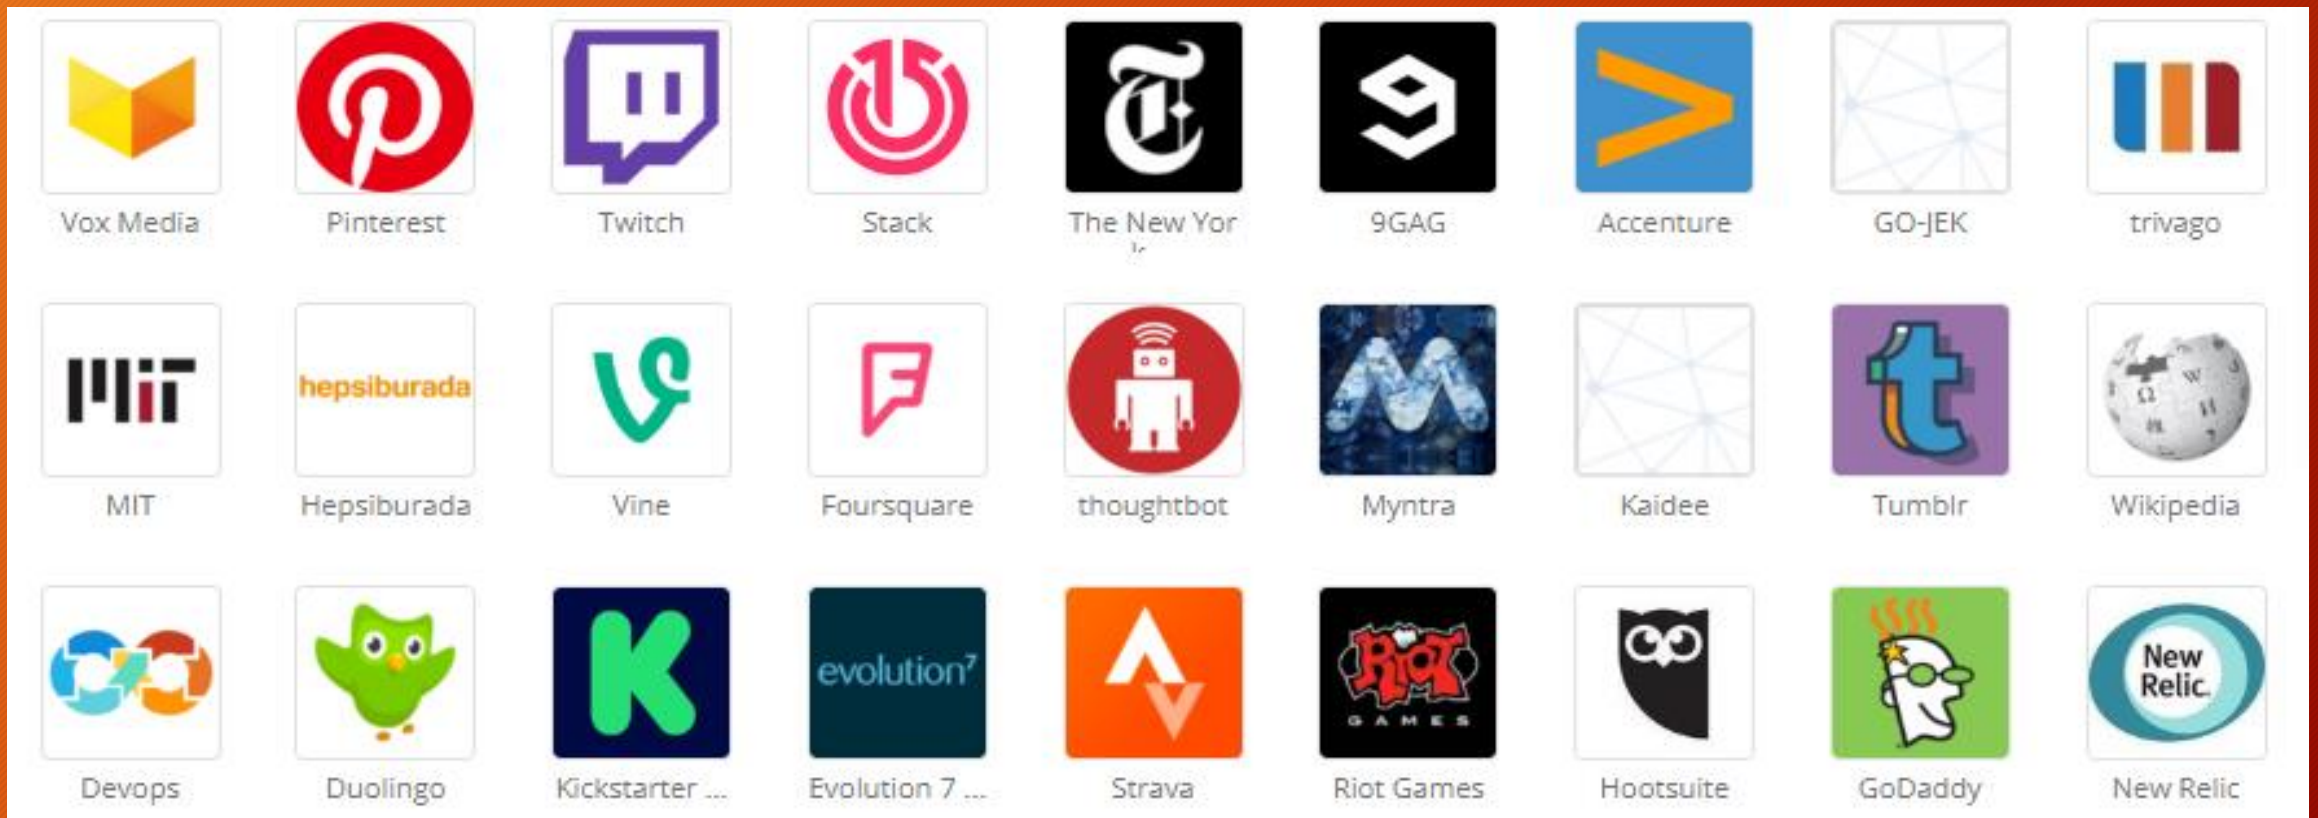 Vox Media
Pinterest
Twitch
Stack
The New Yor
k
9GAG
Accenture
GO-JEK
trivago
MiT
hepsiburada
MIT
Hepsiburada
Vine
Foursquare
thoughtbot
Myntra
Kaidee
Tumblr
Wikipedia
evolution⁷
RIOT
GAMES
New
Relic.
Devops
Duolingo
Kickstarter ...
Evolution 7 ...
Strava
Riot Games
Hootsuite
GoDaddy
New Relic